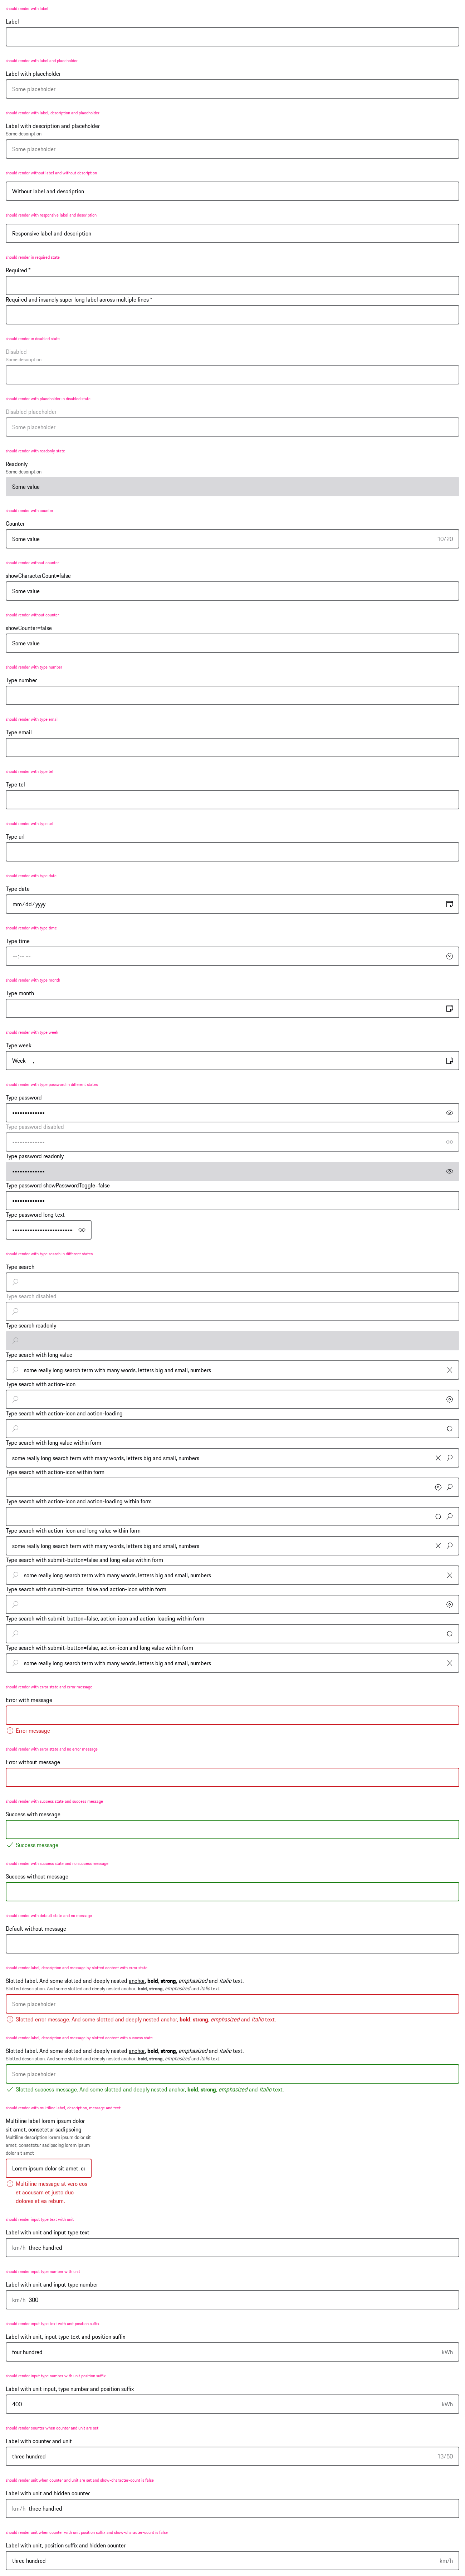 should render with label
Label
should render with label and placeholder
Label with placeholder
Some placeholder
should render with label, description and placeholder
Label with description and placeholder
Some description
Some placeholder
should render without label and without description
Without label and description
should render with responsive label and description
Responsive label and description
should render in required state
Required *
Required and insanely super long label across multiple lines *
should render in disabled state
Disabled
Some description
should render with placeholder in disabled state
Disabled placeholder
Some placeholder
should render with readonly state
Readonly
Some description
Some value
should render with counter
Counter
Some value 10/20
should render without counter
showCharacterCount=false
Some value
should render without counter
showCounter=false
Some value
should render with type number
Type number
should render with type email
Type email
should render with type tel
Type tel
should render with type url
Type url
should render with type date
Type date
mm/dd/yyyy
should render with type time
Type time
--:-- --
should render with type month
Type month
--------- ----
should render with type week
Type week
Week --, ----
should render with type password in different states
Type password
•••••••••••••
Type password disabled
•••••••••••••
Type password readonly
•••••••••••••
Type password showPasswordToggle=false
•••••••••••••
Type password long text
•••••••••••••••••••••••••
should render with type search in different states
Type search
Type search disabled
Type search readonly
Type search with long value
some really long search term with many words, letters big and small, numbers
Type search with action-icon
Type search with action-icon and action-loading
Type search with long value within form
some really long search term with many words, letters big and small, numbers
Type search with action-icon within form
Type search with action-icon and action-loading within form
Type search with action-icon and long value within form
some really long search term with many words, letters big and small, numbers
Type search with submit-button=false and long value within form
some really long search term with many words, letters big and small, numbers
Type search with submit-button=false and action-icon within form
Type search with submit-button=false, action-icon and action-loading within form
Type search with submit-button=false, action-icon and long value within form
some really long search term with many words, letters big and small, numbers
should render with error state and error message
Error with message
Error message
should render with error state and no error message
Error without message
should render with success state and success message
Success with message
Success message
should render with success state and no success message
Success without message
should render with default state and no message
Default without message
should render label, description and message by slotted content with error state
Slotted label. And some slotted and deeply nested anchor, bold, strong, emphasized and italic text.
Slotted description. And some slotted and deeply nested anchor, bold, strong, emphasized and italic text.
Some placeholder
Slotted error message. And some slotted and deeply nested anchor, bold, strong, emphasized and italic text.
should render label, description and message by slotted content with success state
Slotted label. And some slotted and deeply nested anchor, bold, strong, emphasized and italic text.
Slotted description. And some slotted and deeply nested anchor, bold, strong, emphasized and italic text.
Some placeholder
Slotted success message. And some slotted and deeply nested anchor, bold, strong, emphasized and italic text.
should render with multiline label, description, message and text
Multiline label lorem ipsum dolor
sit amet, consetetur sadipscing
Multiline description lorem ipsum dolor sit
amet, consetetur sadipscing lorem ipsum
dolor sit amet
Lorem ipsum dolor sit amet, co
Multiline message at vero eos
et accusam et justo duo
dolores et ea rebum.
should render input type text with unit
Label with unit and input type text
km/h three hundred
should render input type number with unit
Label with unit and input type number
km/h 300
should render input type text with unit position suffix
Label with unit, input type text and position suffix
four hundred kWh
should render input type number with unit position suffix
Label with unit input, type number and position suffix
400 kWh
should render counter when counter and unit are set
Label with counter and unit
three hundred 13/50
should render unit when counter and unit are set and show-character-count is false
Label with unit and hidden counter
km/h three hundred
should render unit when counter with unit position suffix and show-character-count is false
Label with unit, position suffix and hidden counter
three hundred km/h